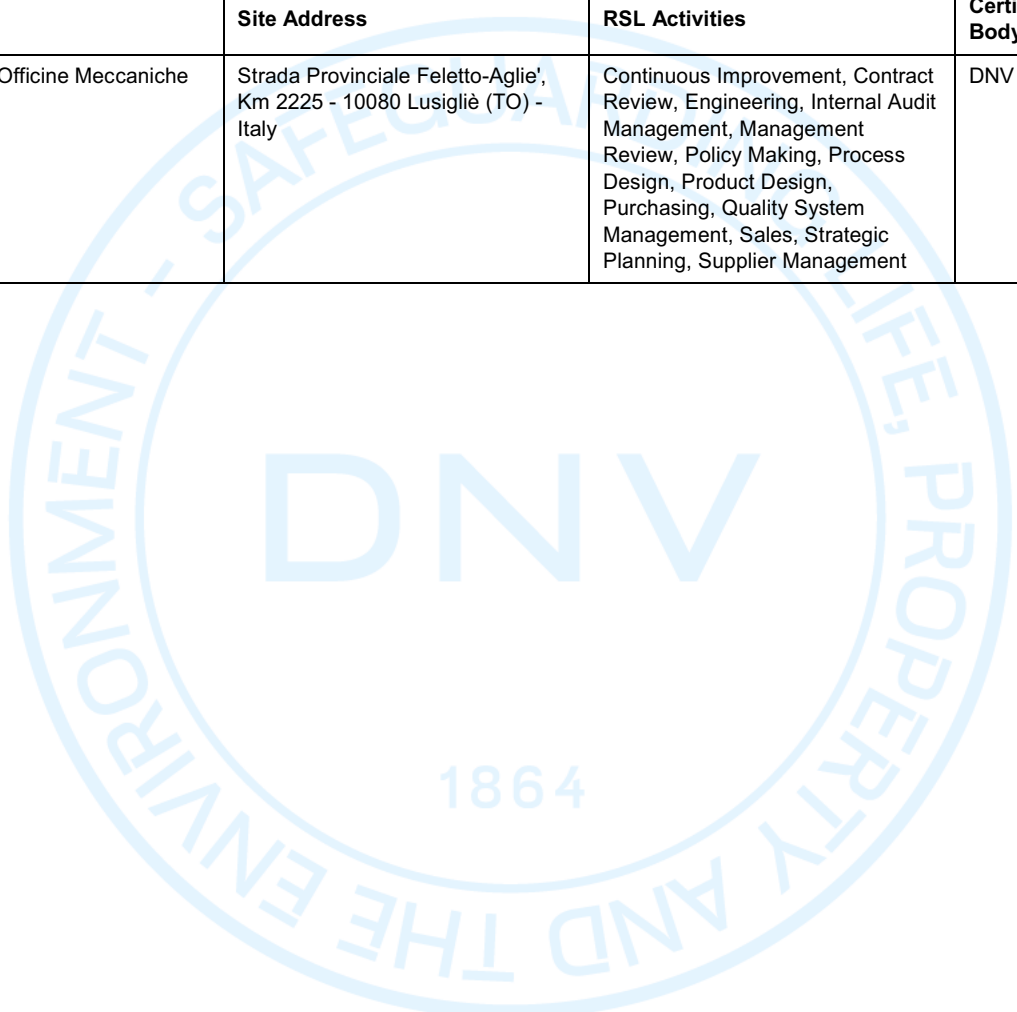 Site Address
RSL Activities
Certi
Body
Officine Meccaniche
Strada Provinciale Feletto-Aglie',
Km 2225 - 10080 Lusigliè (TO) -
Italy
Continuous Improvement, Contract
Review, Engineering, Internal Audit
Management, Management
Review, Policy Making, Process
Design, Product Design,
Purchasing, Quality System
Management, Sales, Strategic
Planning, Supplier Management
DNV
SAFEGUARDING LIFE, PROPERTY AND THE ENVIRONMENT -
DNV
1864